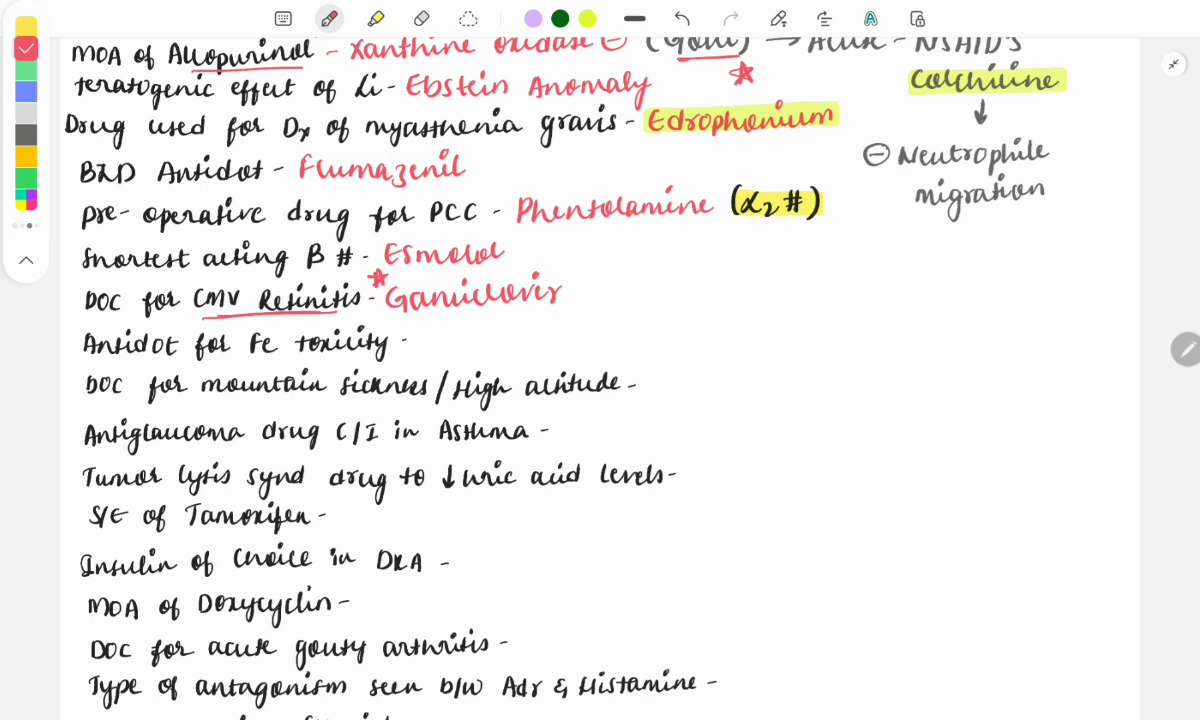 MOA of Allopurinol - Xanthine oxidase ⊖ (Gout) → Acute - NSAIDS
Colchicine
↓
⊖ Neutrophile
migration
teratogenic effect of Li - Ebstein Anomaly
Drug used for Dx of myasthenia gravis - Edrophonium
BZD Antidot - Flumazenil
pre-operative drug for PCC - Phentolamine (α2 #)
Shortest acting β # - Esmolol
DOC for CMV Retinitis - Ganiclovir
Antidot for Fe toxicity -
DOC for mountain sickness / High altitude -
Antiglaucoma drug C/I in Asthma -
Tumor lysis synd drug to ↓ uric acid levels -
S/E of Tamoxifen -
Insulin of choice in DKA -
MOA of Doxycyclin -
DOC for acute gouty arthritis -
Type of antagonism seen b/w Adr & Histamine -